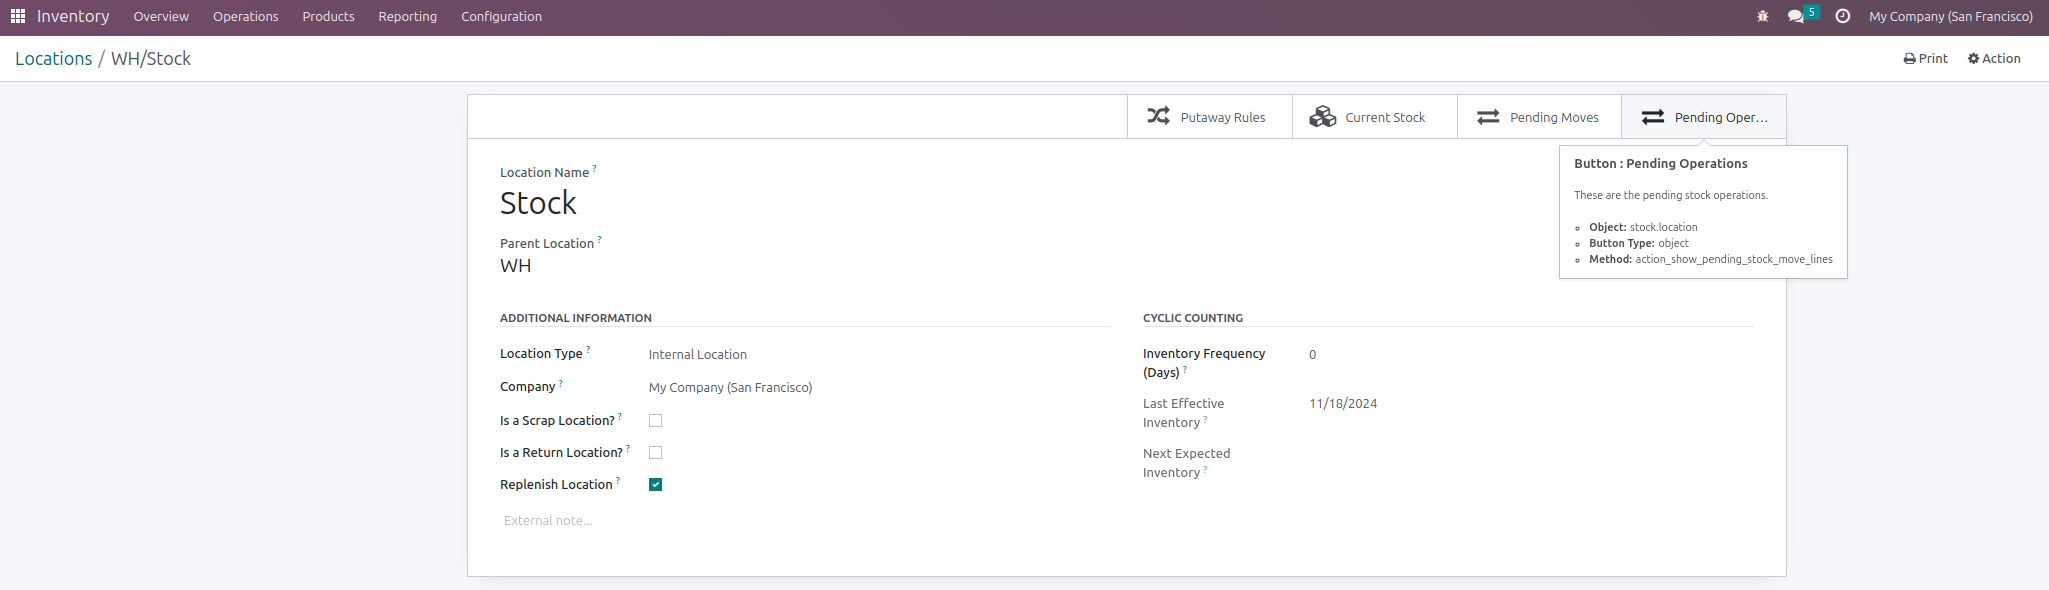 Inventory Overview Operations Products Reporting Configuration 5 My Company (San Francisco)
Locations / WH/Stock Print Action
Putaway Rules Current Stock Pending Moves Pending Oper...
Button : Pending Operations
These are the pending stock operations.
Object: stock.location
Button Type: object
Method: action_show_pending_stock_move_lines
Location Name ?
Stock
Parent Location ?
WH
ADDITIONAL INFORMATION
Location Type ? Internal Location
Company ? My Company (San Francisco)
Is a Scrap Location? ?
Is a Return Location? ?
Replenish Location ?
External note...
CYCLIC COUNTING
Inventory Frequency
(Days) ? 0
Last Effective
Inventory ? 11/18/2024
Next Expected
Inventory ?